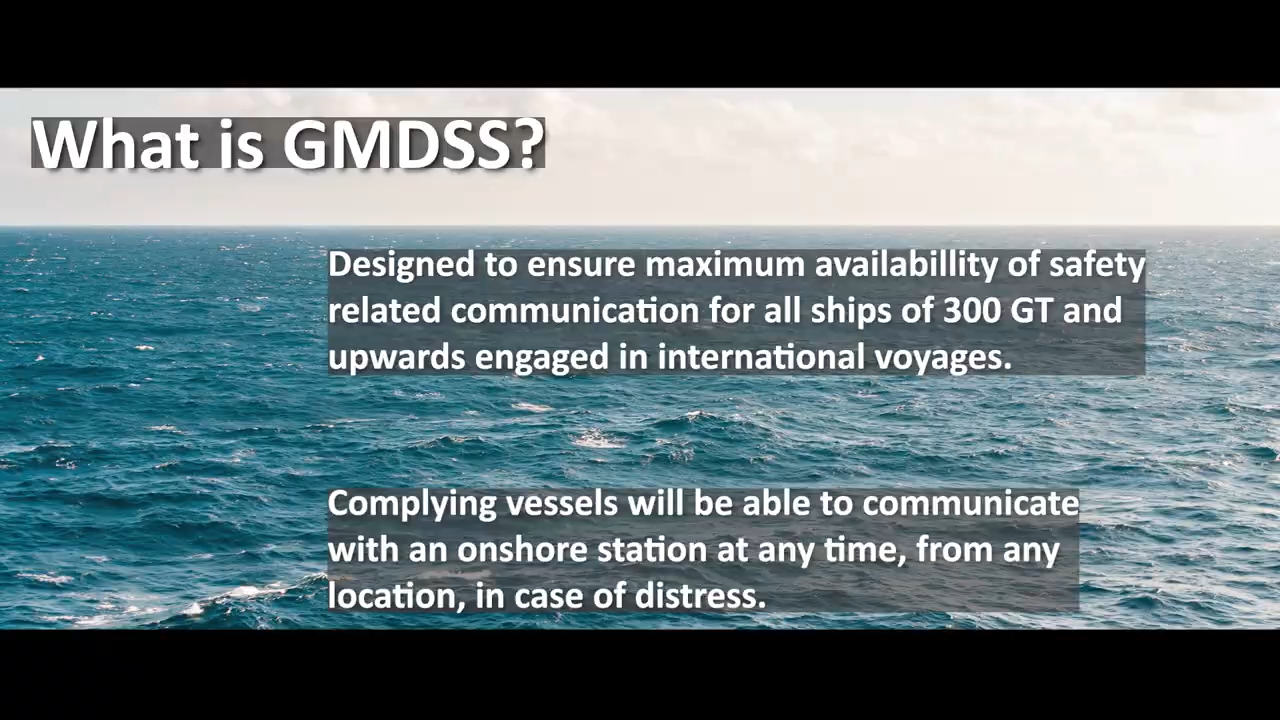 What is GMDSS?
Designed to ensure maximum availabillity of safety
related communication for all ships of 300 GT and
upwards engaged in international voyages.
Complying vessels will be able to communicate
with an onshore station at any time, from any
location, in case of distress.